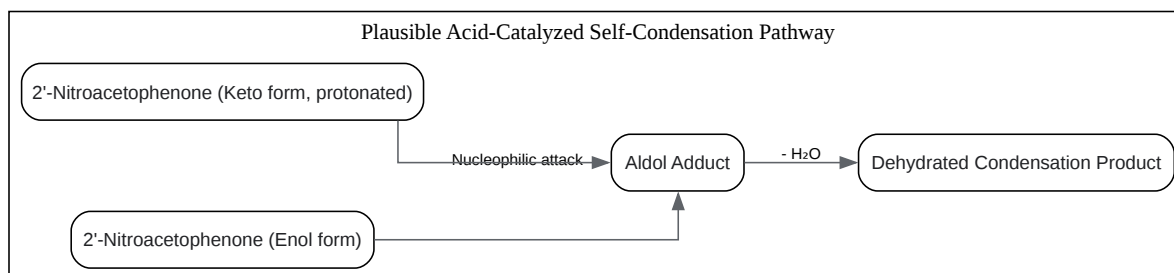 Plausible Acid-Catalyzed Self-Condensation Pathway
2'-Nitroacetophenone (Keto form, protonated)
Nucleophilic attack
Aldol Adduct
- H₂O
Dehydrated Condensation Product
2'-Nitroacetophenone (Enol form)